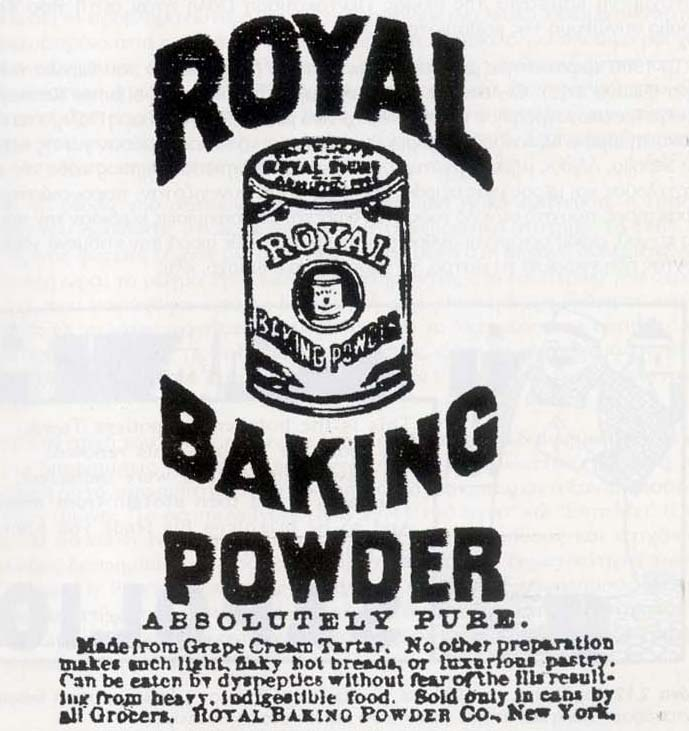 ROYAL
ROYAL
ROYAL
BAKING POWDER
BAKING
POWDER
ABSOLUTELY PURE.
Made from Grape Cream Tartar. No other preparation
makes such light, flaky hot breads, or luxurious pastry.
Can be eaten by dyspeptics without fear of the ills result-
ing from heavy, indigestible food. Sold only in cans by
all Grocers. ROYAL BAKING POWDER CO., New York.